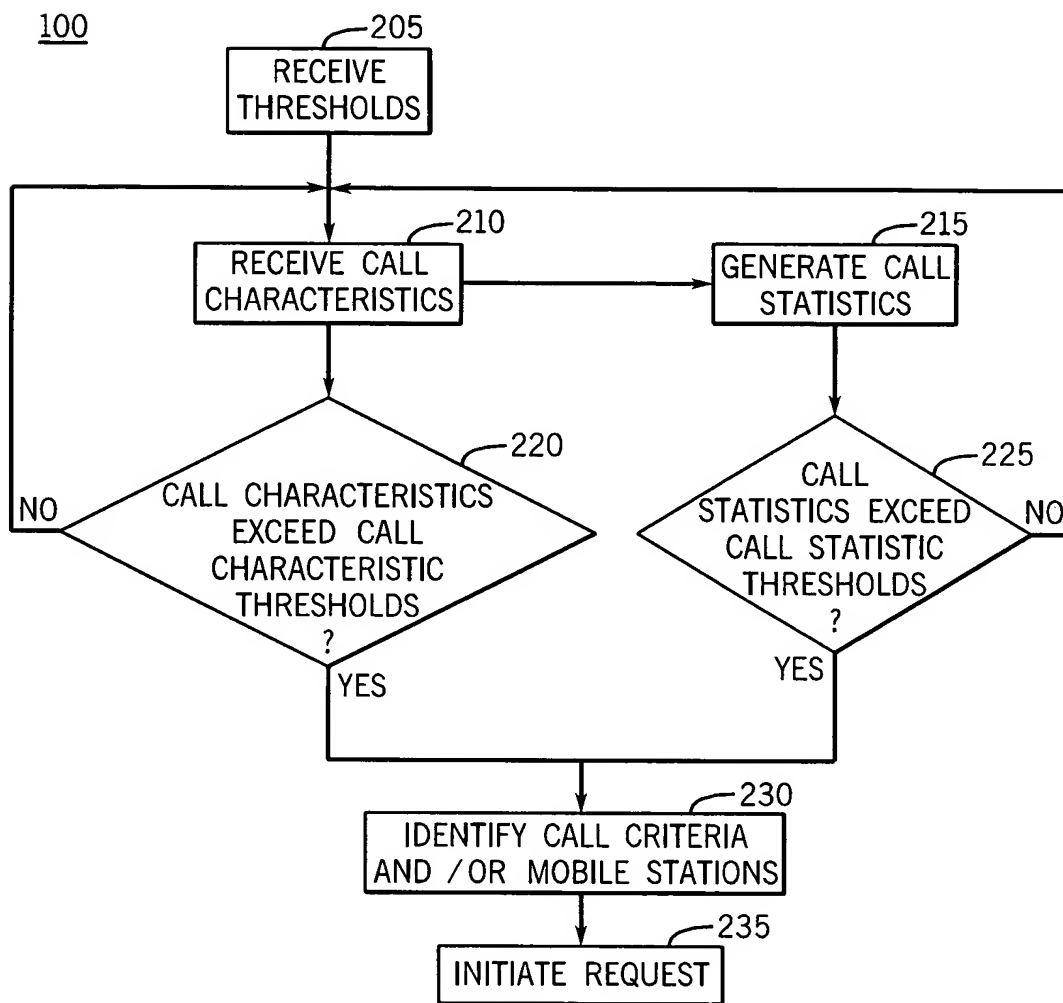 100
205
RECEIVE
THRESHOLDS
210
RECEIVE CALL
CHARACTERISTICS
215
GENERATE CALL
STATISTICS
220
CALL CHARACTERISTICS
EXCEED CALL
CHARACTERISTIC
THRESHOLDS
?
NO
YES
225
CALL
STATISTICS EXCEED
CALL STATISTIC
THRESHOLDS
?
NO
YES
230
IDENTIFY CALL CRITERIA
AND /OR MOBILE STATIONS
235
INITIATE REQUEST